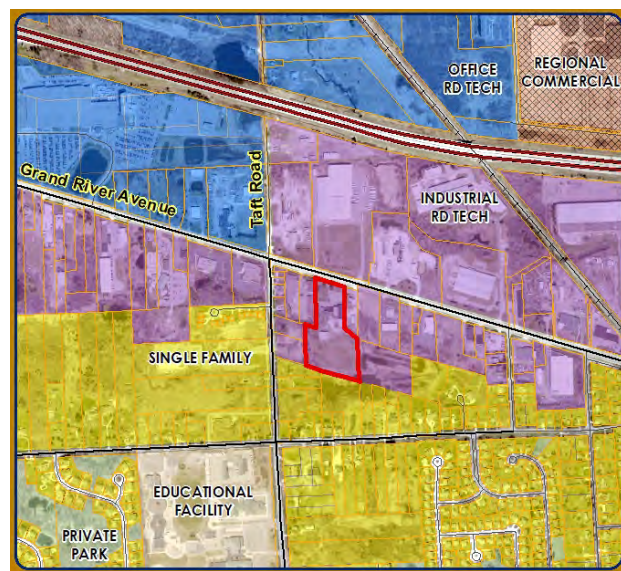 OFFICE
RD TECH
REGIONAL
COMMERCIAL
Grand River Avenue
Taft Road
INDUSTRIAL
RD TECH
SINGLE FAMILY
EDUCATIONAL
FACILITY
PRIVATE
PARK